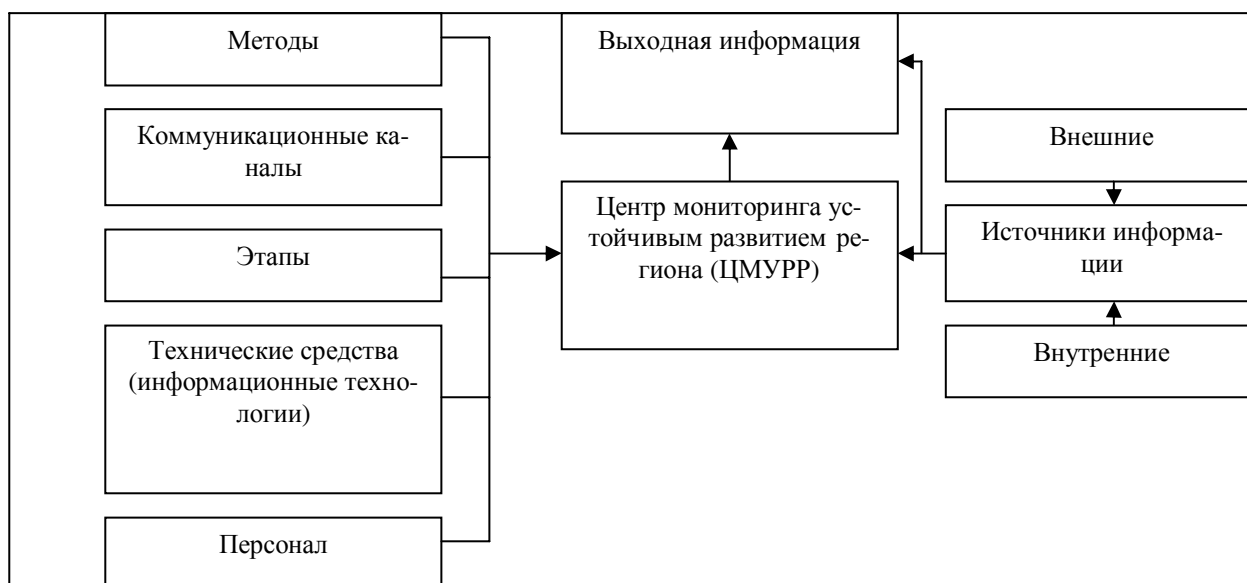 Методы
Коммуникационные ка-
налы
Этапы
Технические средства
(информационные техно-
логии)
Персонал
Выходная информация
Центр мониторинга ус-
тойчивым развитием ре-
гиона (ЦМУРР)
Внешние
Источники информа-
ции
Внутренние